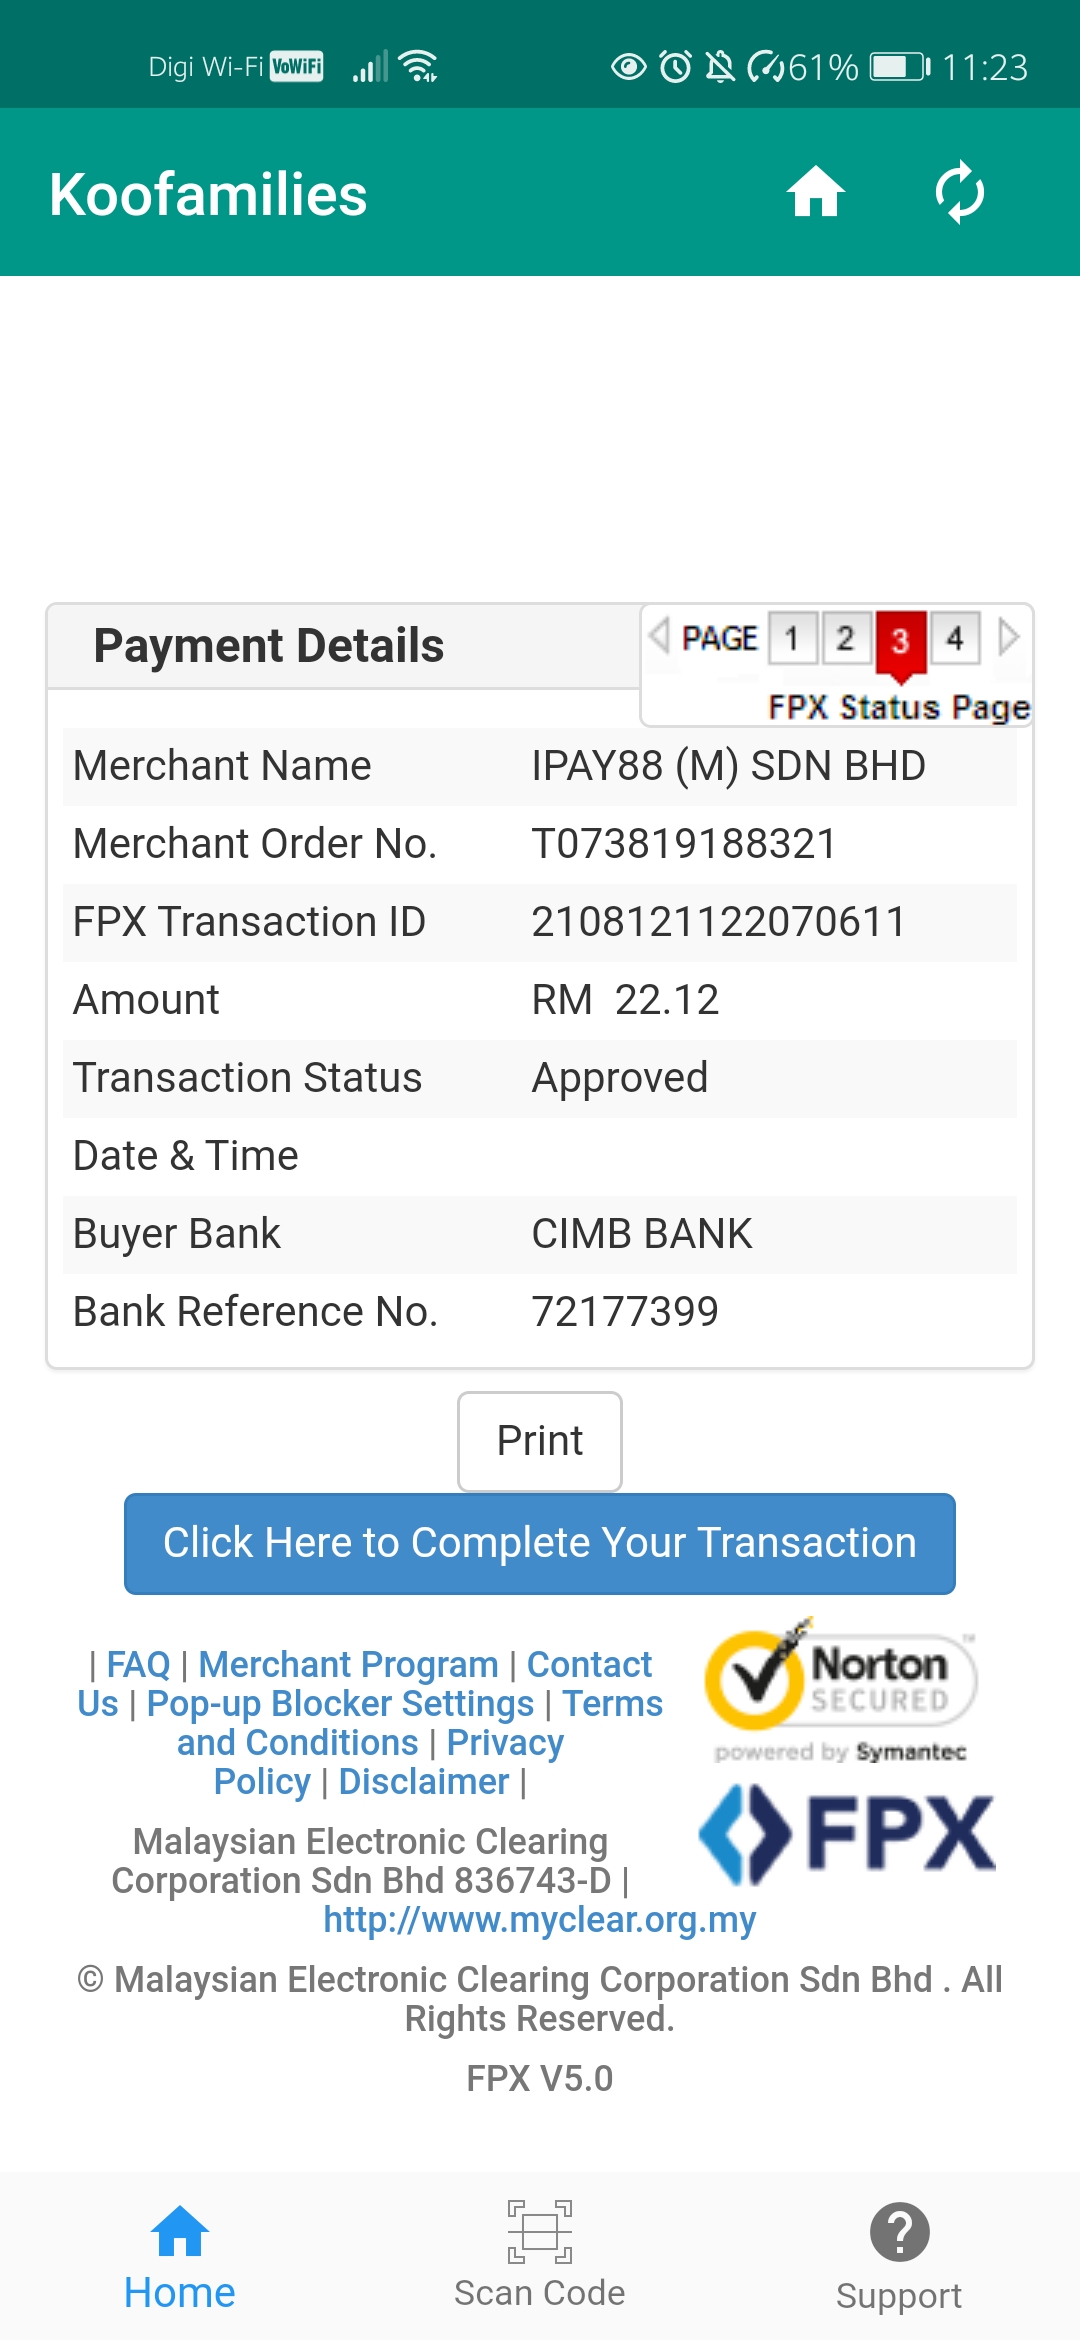 Digi Wi-Fi VoWiFi 61% 11:23
Koofamilies
Payment Details
PAGE 1 2 3 4
FPX Status Page
Merchant Name IPAY88 (M) SDN BHD
Merchant Order No. T073819188321
FPX Transaction ID 2108121122070611
Amount RM 22.12
Transaction Status Approved
Date & Time
Buyer Bank CIMB BANK
Bank Reference No. 72177399
Print
Click Here to Complete Your Transaction
| FAQ | Merchant Program | Contact
Us | Pop-up Blocker Settings | Terms
and Conditions | Privacy
Policy | Disclaimer |
Norton
SECURED
powered by Symantec
FPX
Malaysian Electronic Clearing
Corporation Sdn Bhd 836743-D |
http://www.myclear.org.my
© Malaysian Electronic Clearing Corporation Sdn Bhd . All
Rights Reserved.
FPX V5.0
Home
Scan Code
Support